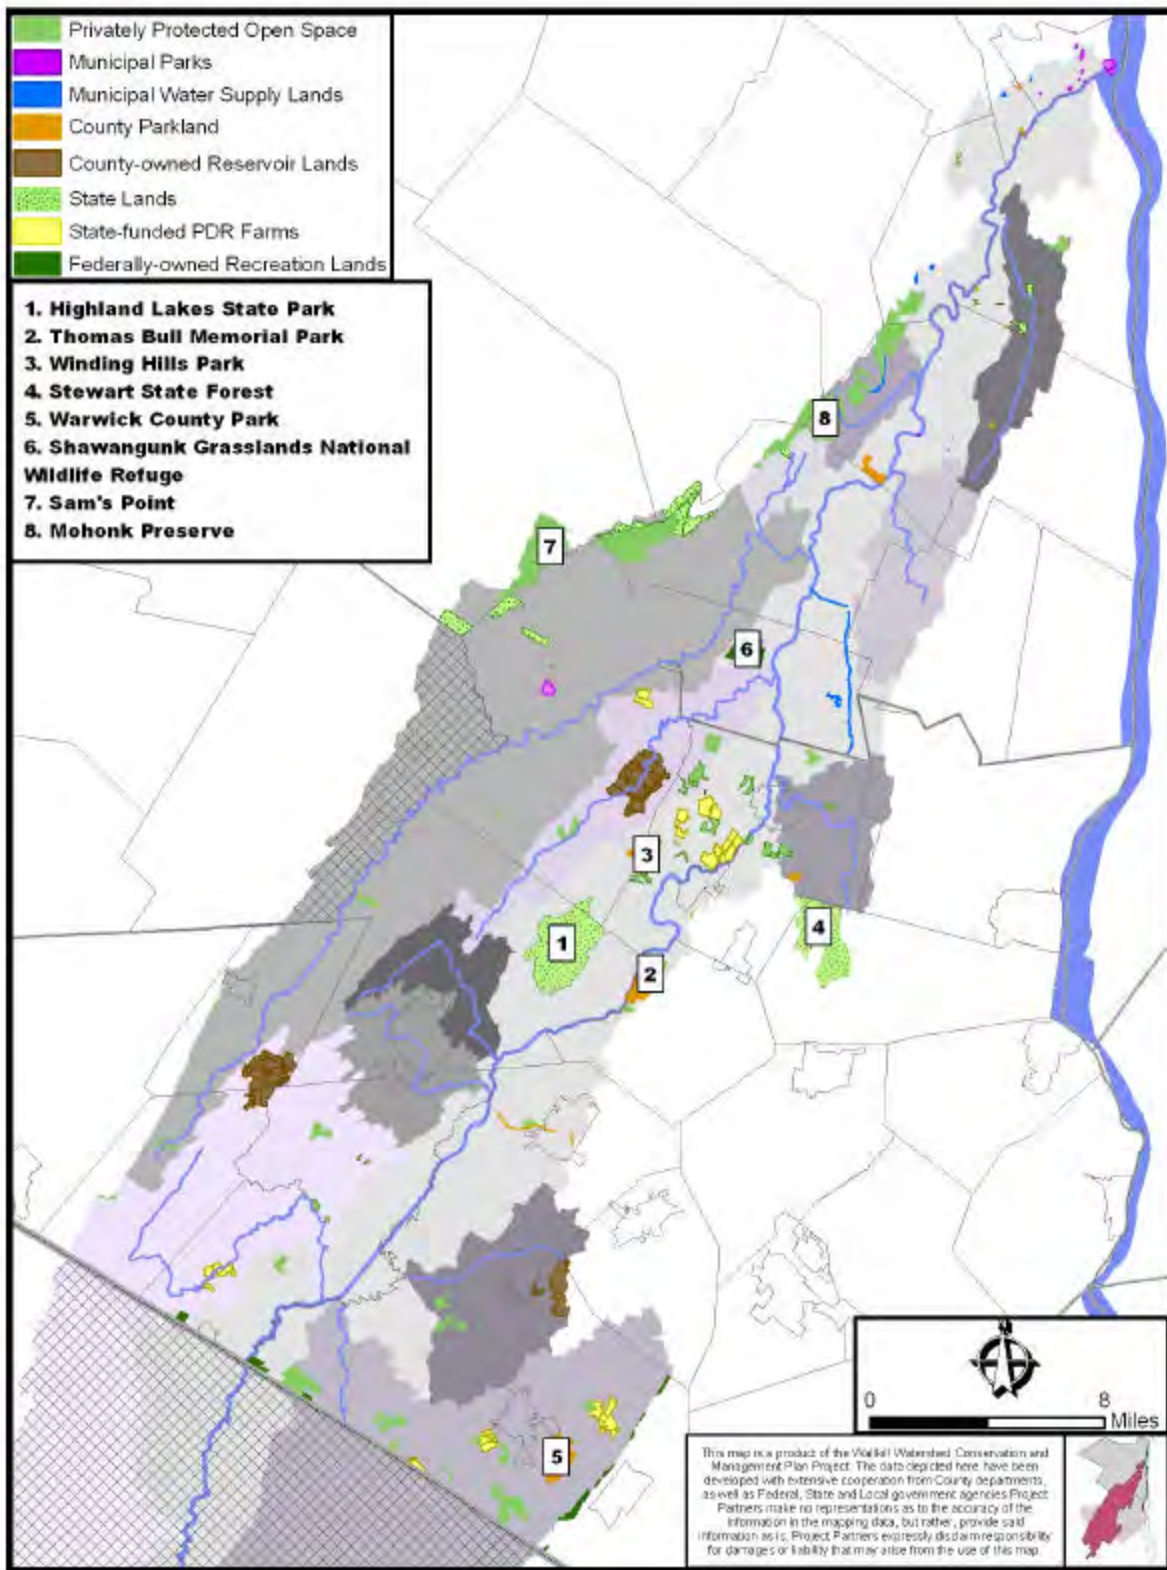 Privately Protected Open Space
Municipal Parks
Municipal Water Supply Lands
County Parkland
County-owned Reservoir Lands
State Lands
State-funded PDR Farms
Federally-owned Recreation Lands
1. Highland Lakes State Park
2. Thomas Bull Memorial Park
3. Winding Hills Park
4. Stewart State Forest
5. Warwick County Park
6. Shawangunk Grasslands National
Wildlife Refuge
7. Sam's Point
8. Mohonk Preserve
8
7
6
3
1
4
2
5
N
0 8
Miles
This map is a product of the Wallkill Watershed Conservation and
Management Plan Project. The data depicted here have been
developed with extensive cooperation from County departments,
as well as Federal, State and Local government agencies Project
Partners make no representations as to the accuracy of the
information in the mapping data, but rather, provide said
information as is. Project Partners expressly disclaim responsibility
for damages or liability that may arise from the use of this map.